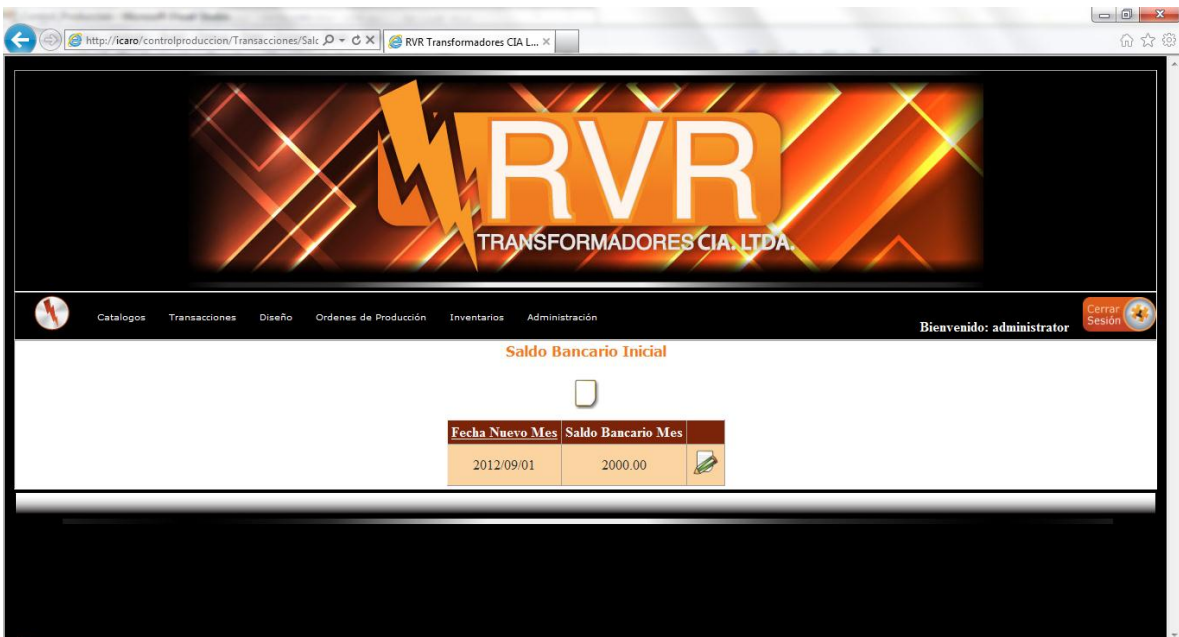 http://icaro/controlproduccion/Transacciones/Salc
RVR Transformadores CIA L...
RVR
TRANSFORMADORES CIA. LTDA.
Catalogos Transacciones Diseño Ordenes de Producción Inventarios Administración
Bienvenido: administrator
Cerrar
Sesión
Saldo Bancario Inicial
Fecha Nuevo Mes Saldo Bancario Mes
2012/09/01 2000.00